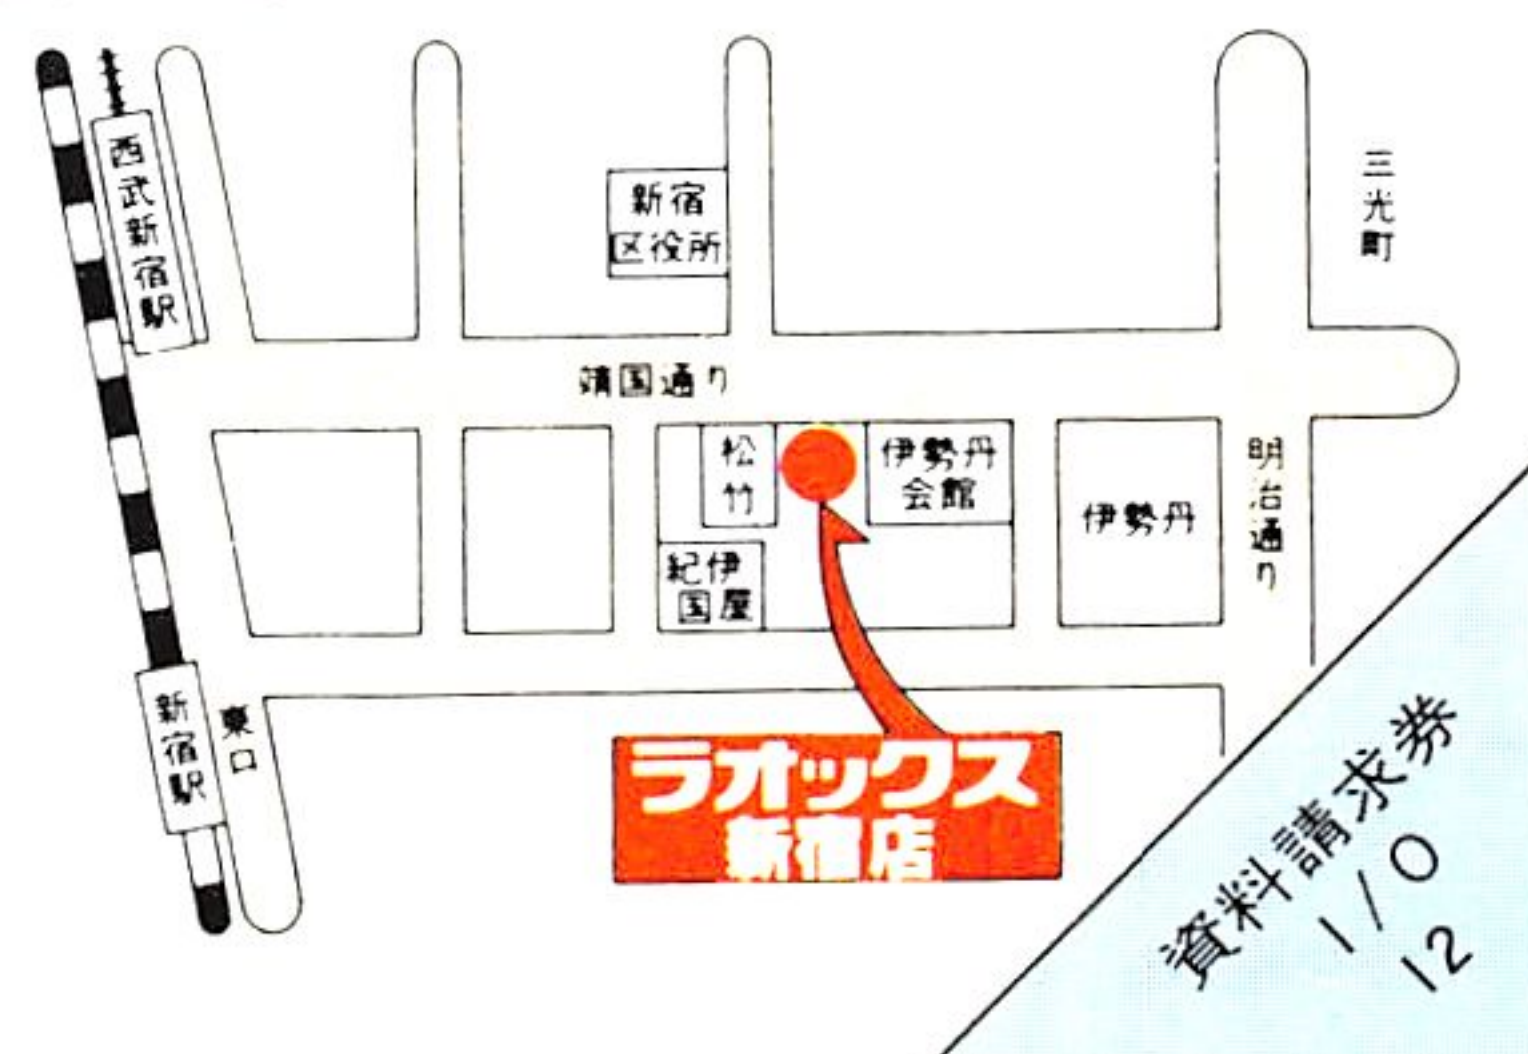 西武新宿駅
新宿
区役所
三光町
靖国通り
松竹
伊勢丹
会館
伊勢丹
明治通り
紀伊
国屋
新宿駅
東口
ラオックス
新宿店
資料請求券
I/O
12